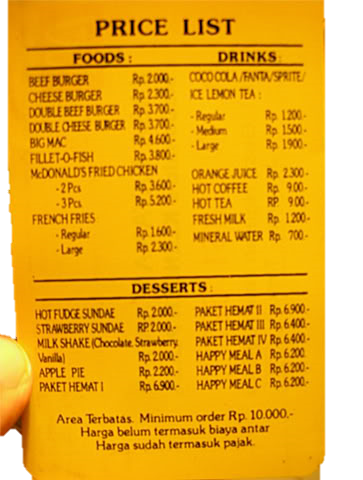 PRICE LIST
FOODS :
BEEF BURGER Rp. 2.000.-
CHEESE BURGER Rp. 2.300.-
DOUBLE BEEF BURGER Rp. 3.700.-
DOUBLE CHEESE BURGER Rp. 3.700.-
BIG MAC Rp. 4.600.-
FILLET-O-FISH Rp. 3.800.-
McDONALD'S FRIED CHICKEN
- 2 Pcs Rp. 3.600.-
- 3 Pcs Rp. 5.200.-
FRENCH FRIES
- Regular Rp. 1.600.-
- Large Rp. 2.300.-
DRINKS :
COCO COLA /FANTA/SPRITE/
ICE LEMON TEA :
- Regular Rp. 1.200.-
- Medium Rp. 1.500.-
- Large Rp. 1.900.-
ORANGE JUICE Rp. 2.300.-
HOT COFFEE Rp. 9.00.-
HOT TEA RP 9.00.-
FRESH MILK Rp. 1.200.-
MINERAL WATER Rp. 700.-
DESSERTS :
HOT FUDGE SUNDAE Rp. 2.000.-
STRAWBERRY SUNDAE RP 2.000.-
MILK SHAKE (Chocolate, Strawberry,
Vanilla) Rp. 2.000.-
APPLE PIE Rp. 2.200.-
PAKET HEMAT I Rp. 6.900.-
PAKET HEMAT II Rp. 6.900.-
PAKET HEMAT III Rp. 6.400.-
PAKET HEMAT IV Rp. 6.400.-
HAPPY MEAL A Rp. 6.200.
HAPPY MEAL B Rp. 6.200.-
HAPPY MEAL C Rp. 6.200.
Area Terbatas. Minimum order Rp. 10.000.-
Harga belum termasuk biaya antar
Harga sudah termasuk pajak.